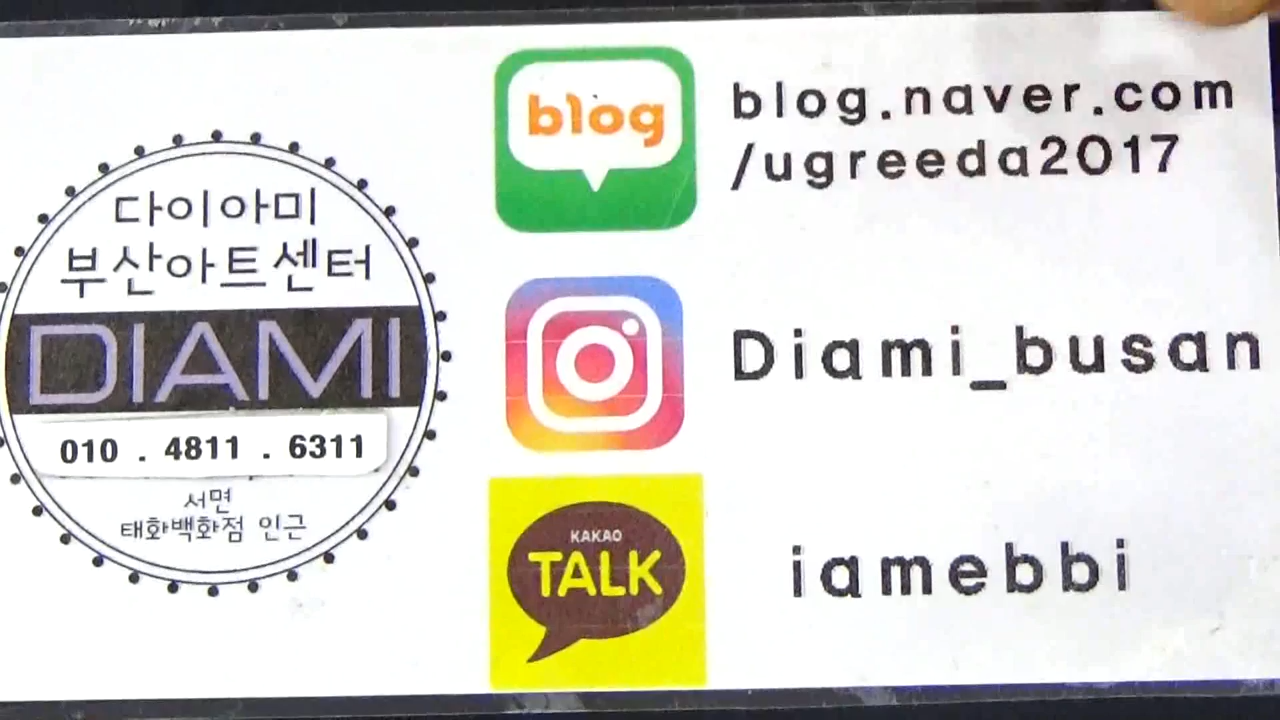 다이아미
부산아트센터
DIAMI
010 . 4811 . 6311
서면
태화백화점 인근
blog
blog.naver.com
/ugreeda2017
Diami_busan
KAKAO
TALK
iamebbi